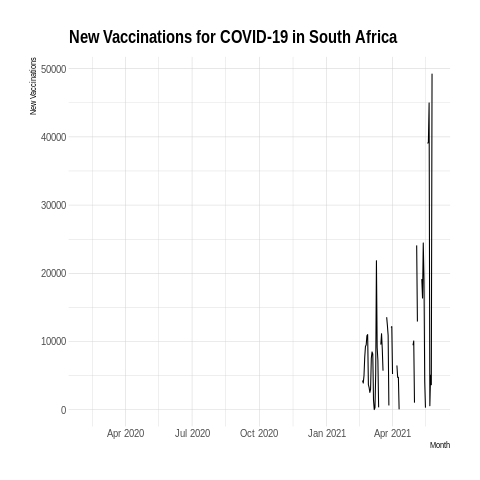 New Vaccinations for COVID-19 in South Africa
New Vaccinations
50000
40000
30000
20000
10000
0
Apr 2020 Jul 2020 Oct 2020 Jan 2021 Apr 2021
Month